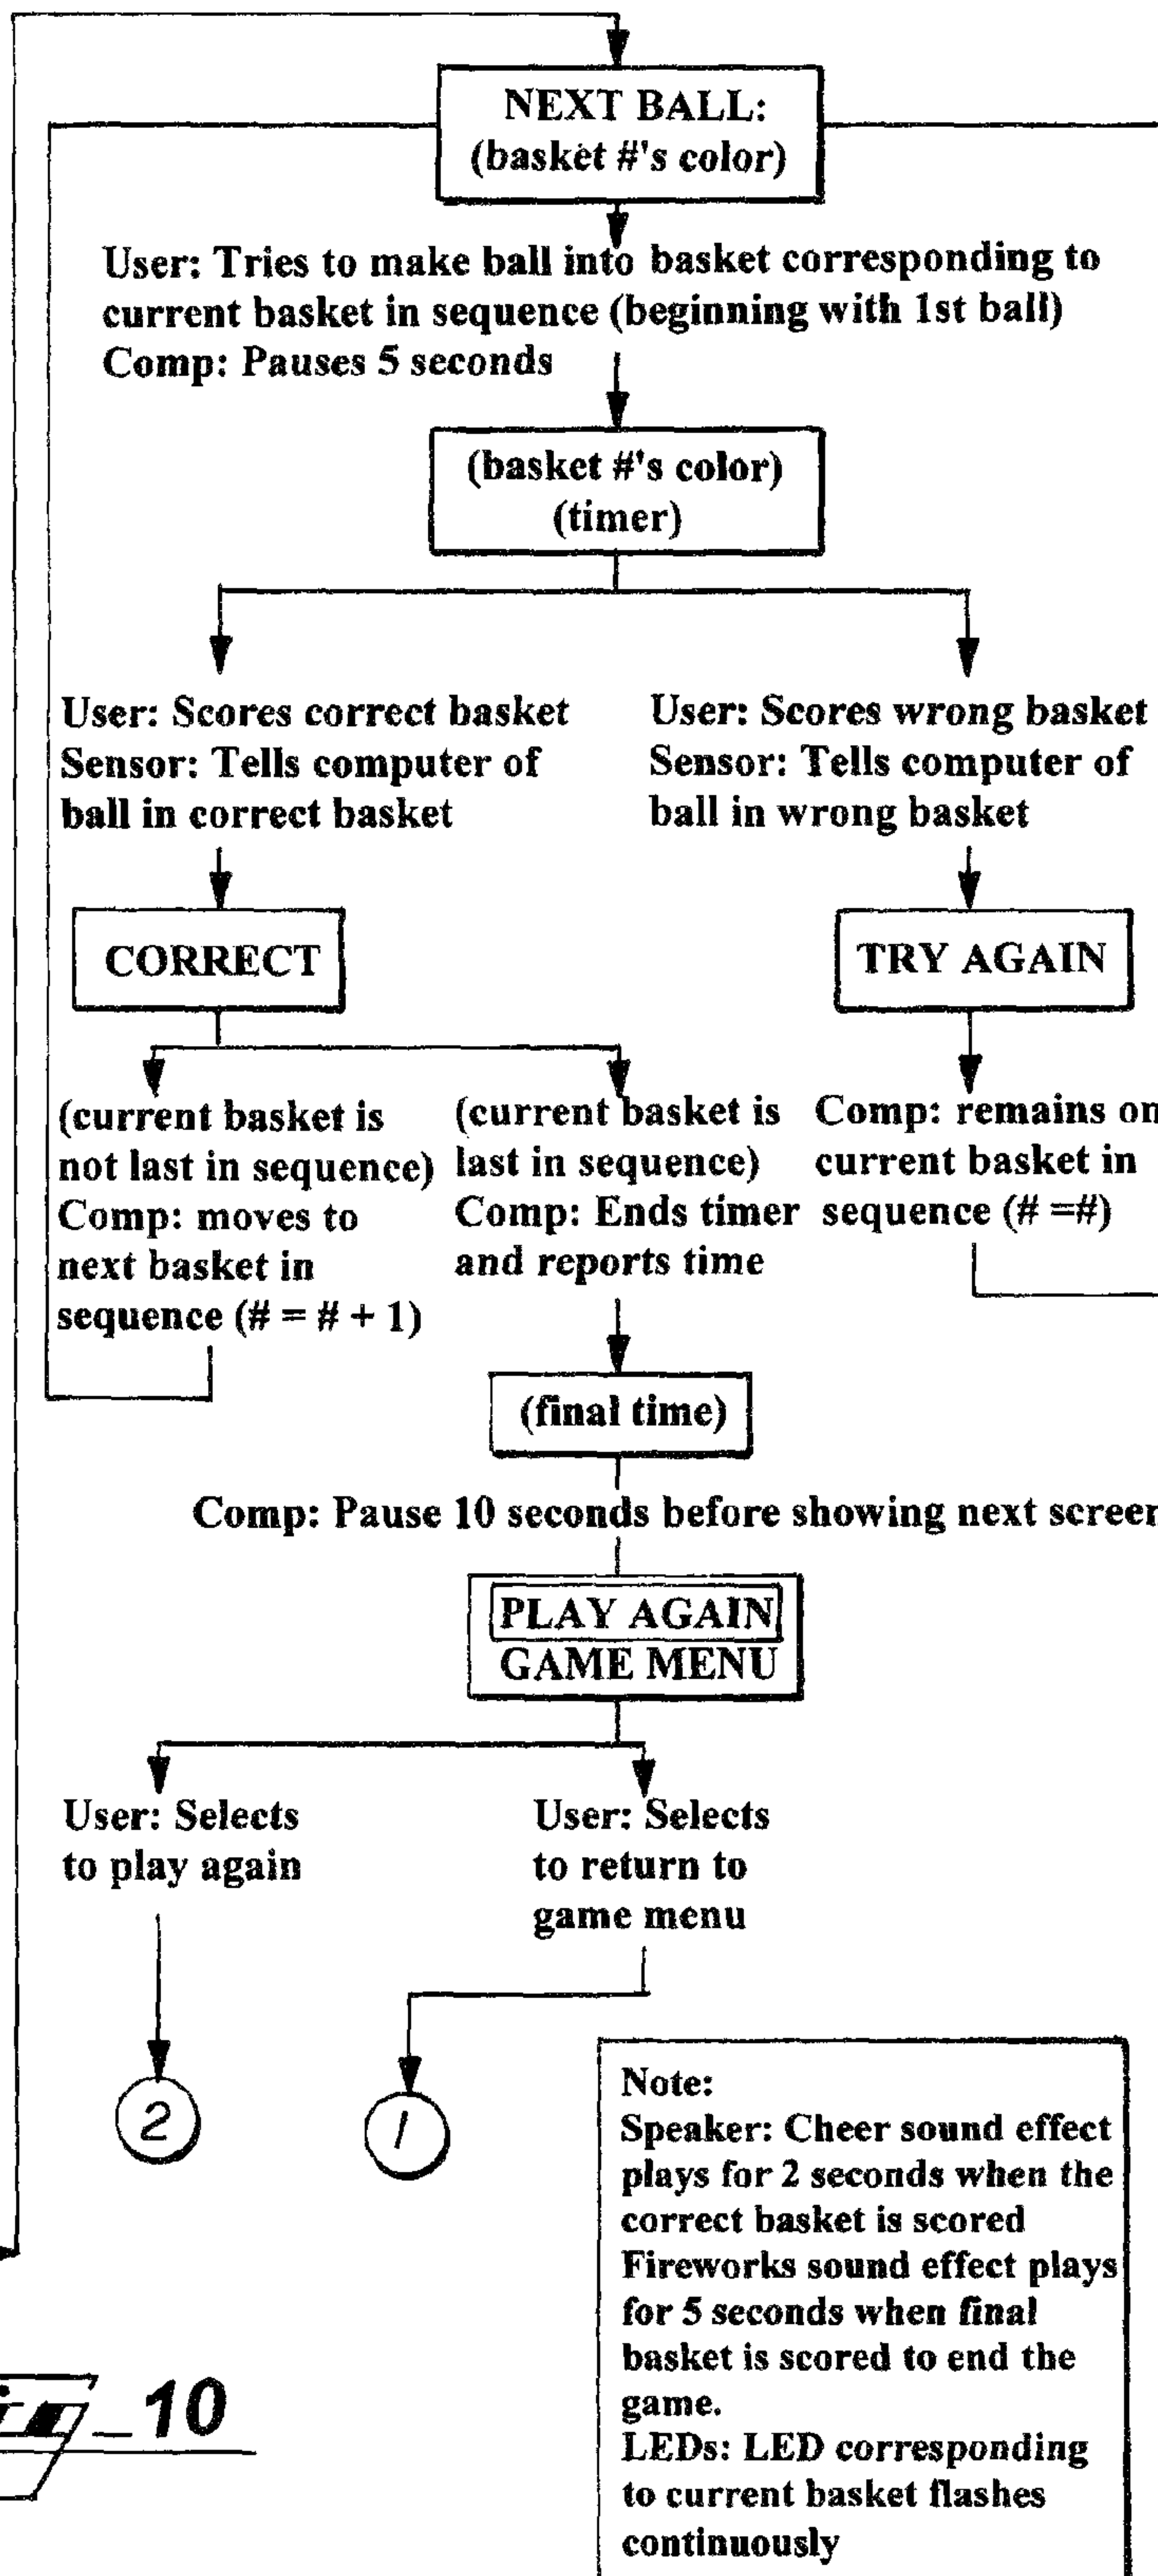 NEXT BALL:
(basket #'s color)
User: Tries to make ball into basket corresponding to
current basket in sequence (beginning with 1st ball)
Comp: Pauses 5 seconds
(basket #'s color)
(timer)
User: Scores correct basket
Sensor: Tells computer of
ball in correct basket
User: Scores wrong basket
Sensor: Tells computer of
ball in wrong basket
CORRECT
TRY AGAIN
(current basket is
not last in sequence)
Comp: moves to
next basket in
sequence (# = # + 1)
(current basket is
last in sequence)
Comp: Ends timer
and reports time
Comp: remains on
current basket in
sequence (# =#)
(final time)
Comp: Pause 10 seconds before showing next screen
PLAY AGAIN
GAME MENU
User: Selects
to play again
User: Selects
to return to
game menu
2
1
Note:
Speaker: Cheer sound effect
plays for 2 seconds when the
correct basket is scored
Fireworks sound effect plays
for 5 seconds when final
basket is scored to end the
game.
LEDs: LED corresponding
to current basket flashes
continuously
10